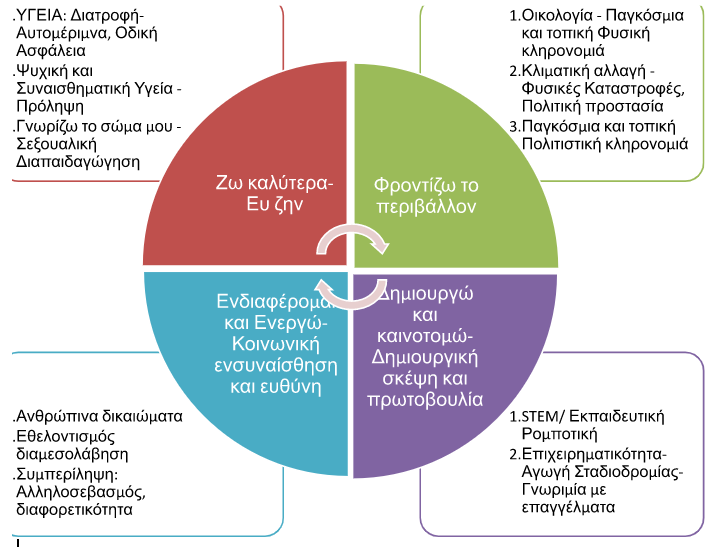 .ΥΓΕΙΑ: Διατροφή-
Αυτομέριμνα, Οδική
Ασφάλεια
.Ψυχική και
Συναισθηματική Υγεία -
Πρόληψη
.Γνωρίζω το σώμα μου -
Σεξουαλική
Διαπαιδαγώγηση
1.Οικολογία - Παγκόσμια
και τοπική Φυσική
κληρονομιά
2.Κλιματική αλλαγή -
Φυσικές Καταστροφές,
Πολιτική προστασία
3.Παγκόσμια και τοπική
Πολιτιστική κληρονομιά
Ζω καλύτερα-
Ευ ζην
Φροντίζω το
περιβάλλον
Ενδιαφέρομαι
και Ενεργώ-
Κοινωνική
ενσυναίσθηση
και ευθύνη
Δημιουργώ
και
καινοτομώ-
Δημιουργική
σκέψη και
πρωτοβουλία
.Ανθρώπινα δικαιώματα
.Εθελοντισμός
διαμεσολάβηση
.Συμπερίληψη:
Αλληλοσεβασμός,
διαφορετικότητα
1.STEM/ Εκπαιδευτική
Ρομποτική
2.Επιχειρηματικότητα-
Αγωγή Σταδιοδρομίας-
Γνωριμία με
επαγγέλματα